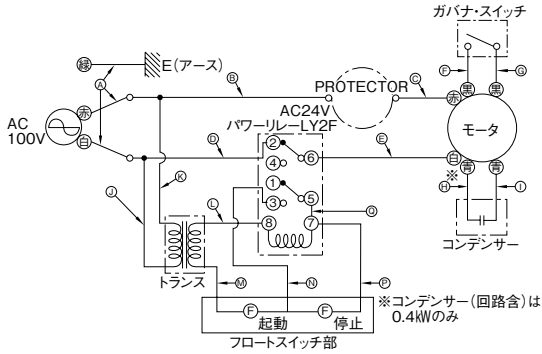 ガバナ・スイッチ
緑
E(アース)
A
B
PROTECTOR
C
F
G
赤
黒
黒
モータ
AC
100V
赤
白
AC24V
パワーリレーLY2F
D
2
4
6
E
白
青
青
※
H
I
コンデンサー
J
K
L
1
3
5
Q
8
7
トランス
M
N
P
F
F
起動
停止
フロートスイッチ部
※コンデンサー(回路含)は
0.4kWのみ